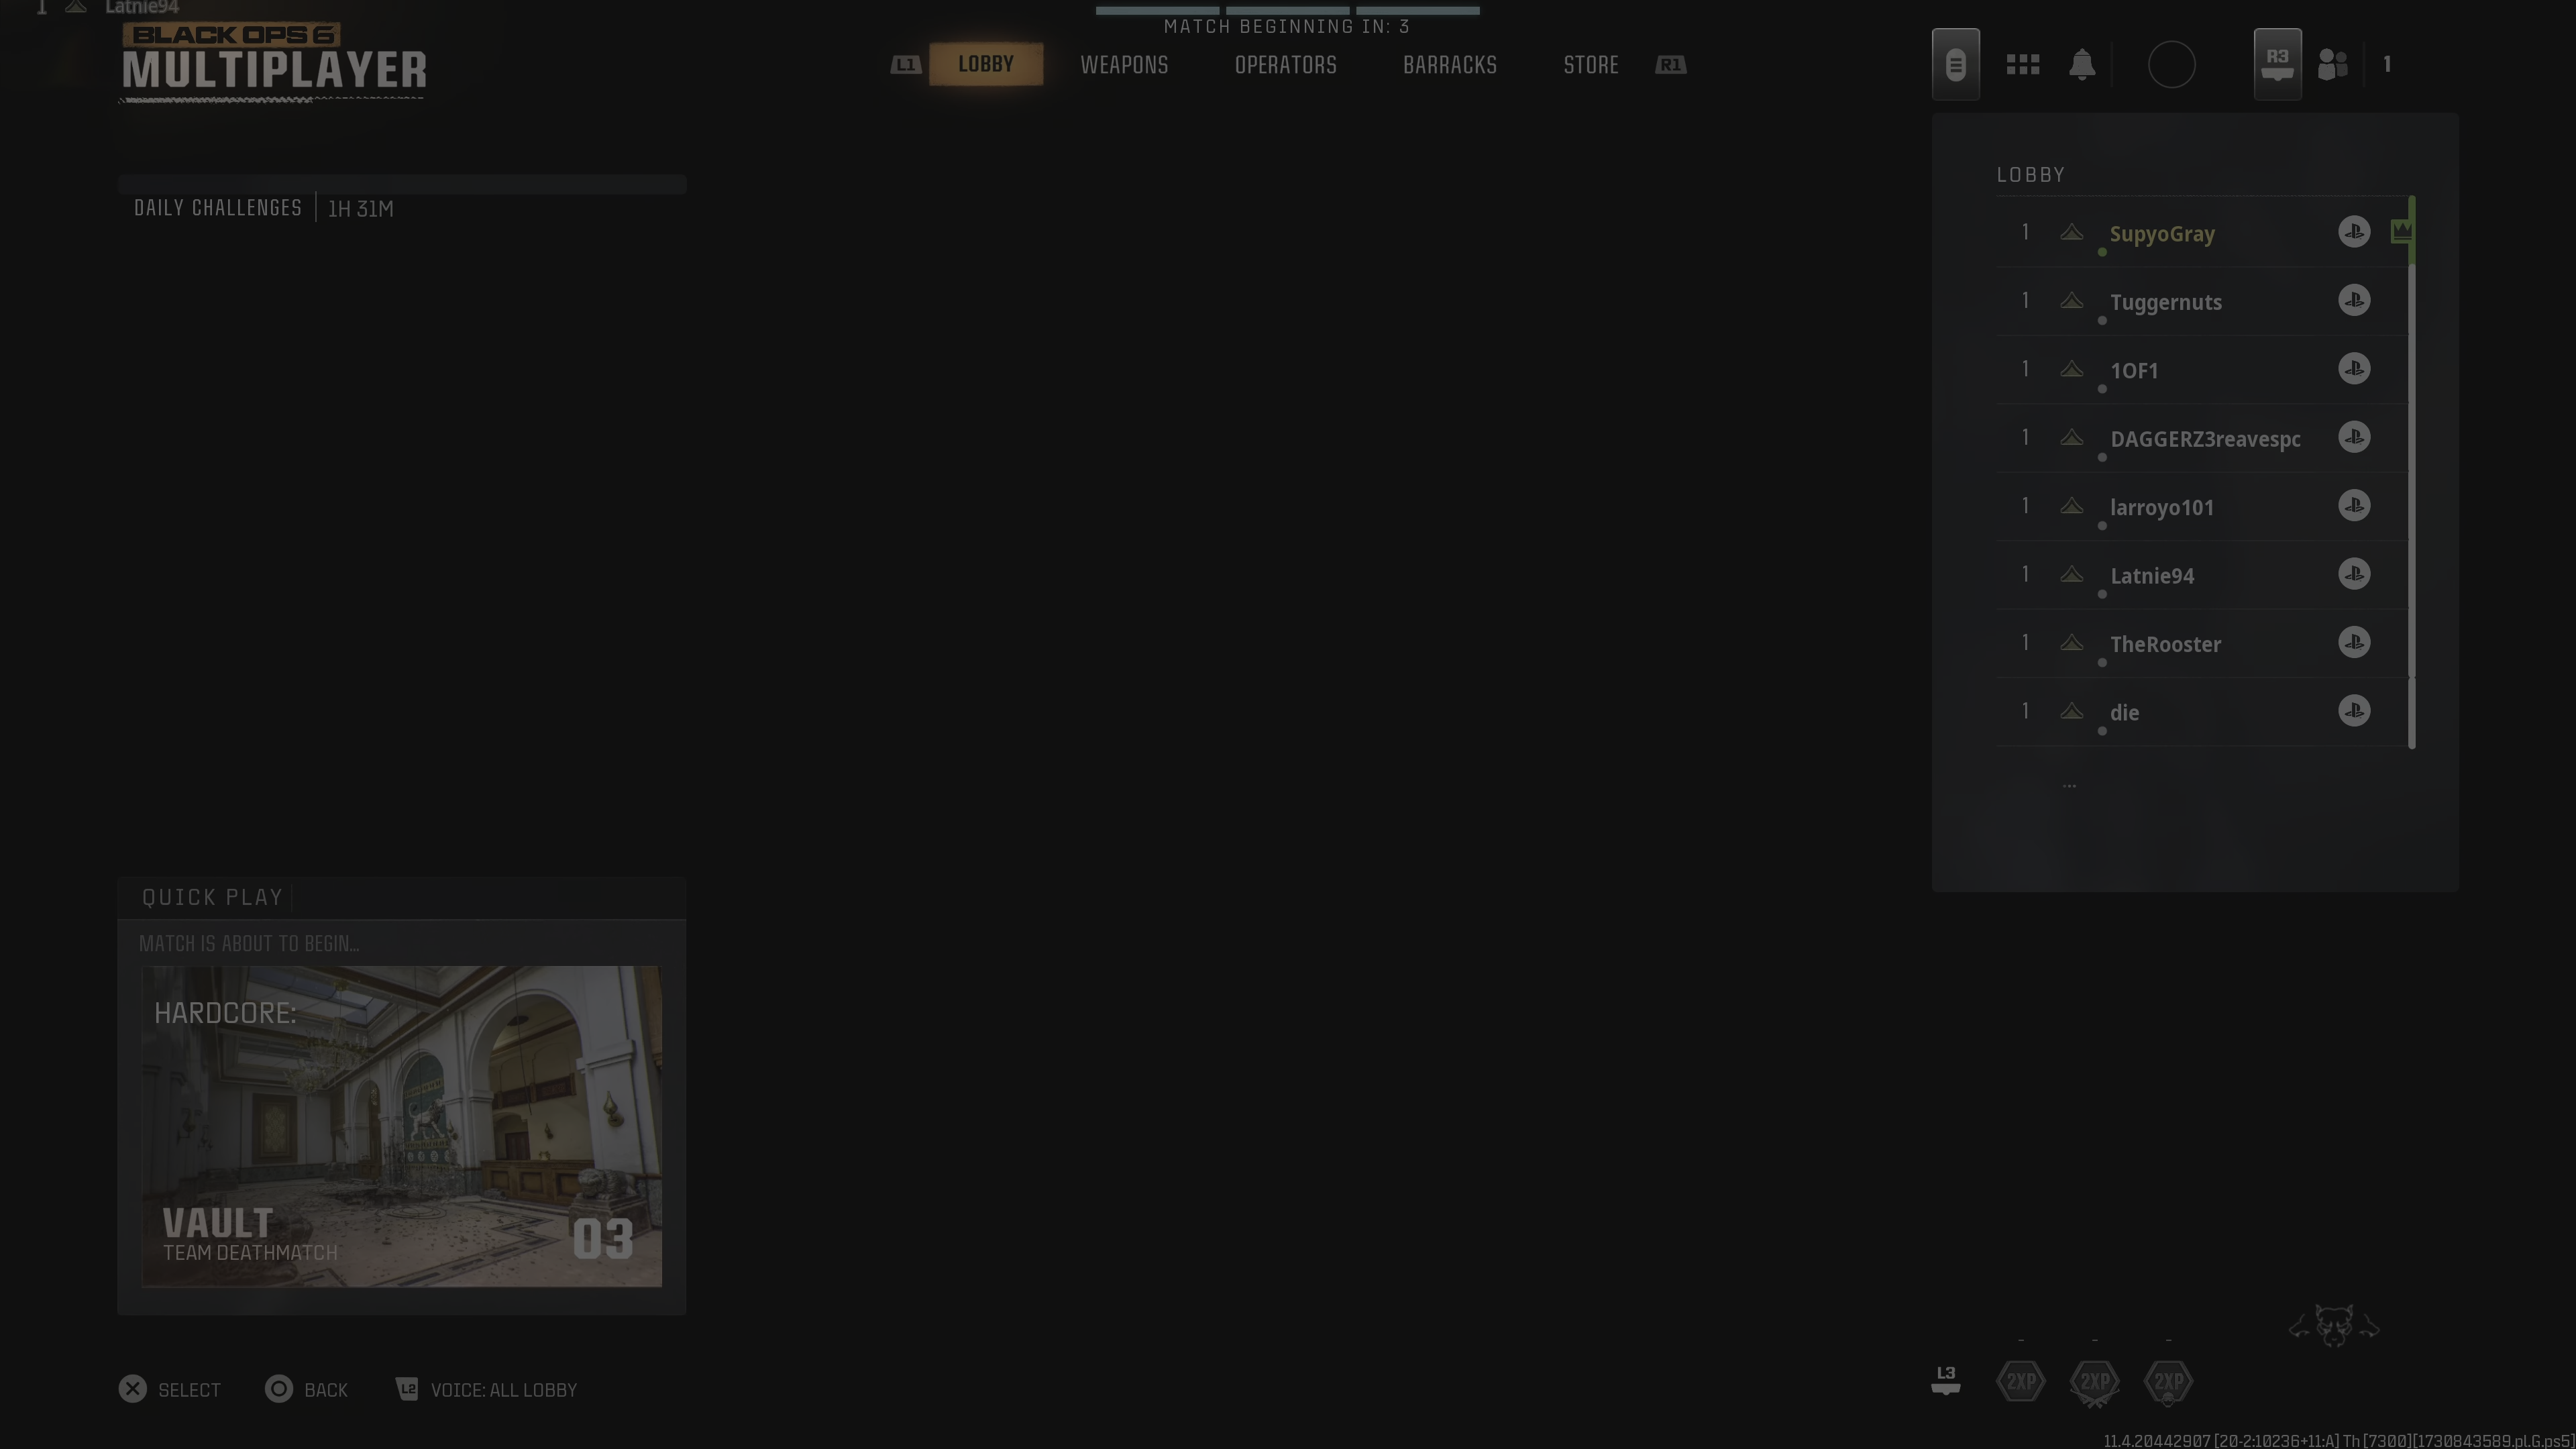 1 Latnie94
BLACK OPS 6
MULTIPLAYER
MATCH BEGINNING IN: 3
L1 LOBBY WEAPONS OPERATORS BARRACKS STORE R1
R3 1
DAILY CHALLENGES 1H 31M
LOBBY
1 SupyoGray
1 Tuggernuts
1 1OF1
1 DAGGERZ3reavespc
1 larroyo101
1 Latnie94
1 TheRooster
1 die
...
QUICK PLAY
MATCH IS ABOUT TO BEGIN...
HARDCORE:
VAULT
TEAM DEATHMATCH
03
SELECT BACK L2 VOICE: ALL LOBBY
L3 2XP 2XP 2XP
11.4.20442907 [20-2:10236+11:A] Th [7300][1730843589.pl.G.ps5]